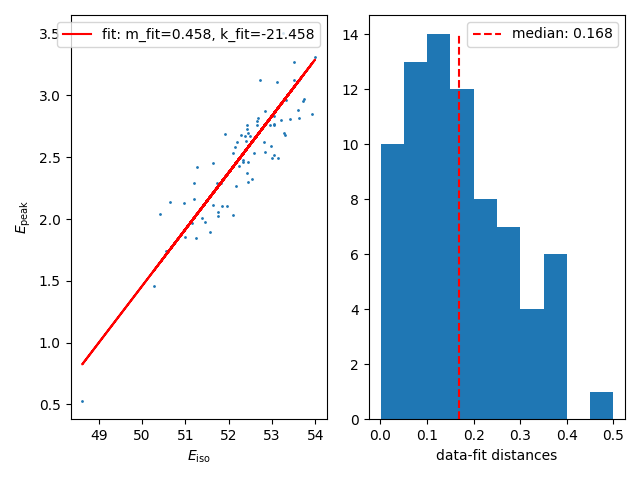 fit: m_fit=0.458, k_fit=-21.458
3.5
3.0
2.5
2.0
1.5
1.0
0.5
E_peak
49 50 51 52 53 54
E_iso
median: 0.168
14
12
10
8
6
4
2
0
0.0 0.1 0.2 0.3 0.4 0.5
data-fit distances